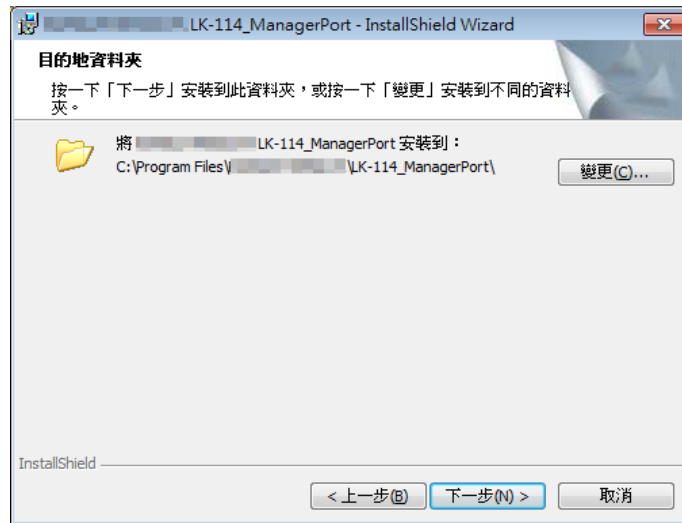 LK-114_ManagerPort - InstallShield Wizard
目的地資料夾
按一下「下一步」安裝到此資料夾，或按一下「變更」安裝到不同的資料
夾。
將 LK-114_ManagerPort 安裝到：
C:\Program Files\ \LK-114_ManagerPort\
變更(C)...
InstallShield
< 上一步(B)
下一步(N) >
取消